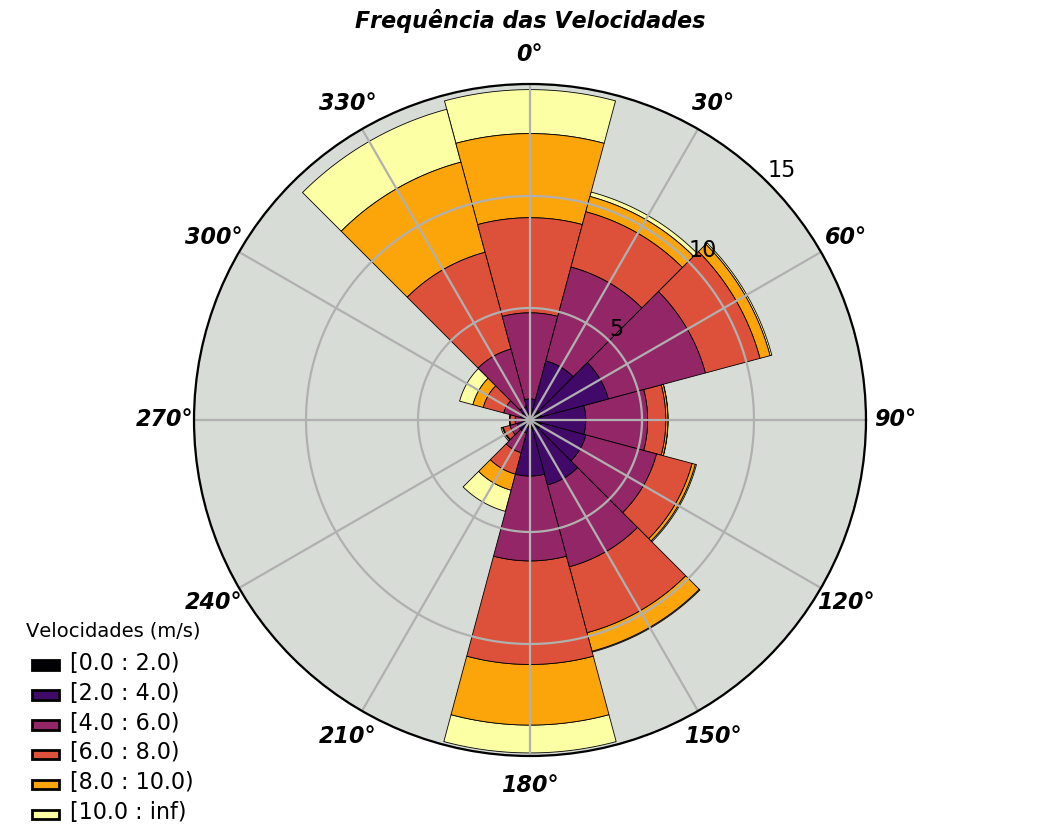 Frequência das Velocidades
0°
30°
60°
90°
120°
150°
180°
210°
240°
270°
300°
330°
5
10
15
Velocidades (m/s)
[0.0 : 2.0)
[2.0 : 4.0)
[4.0 : 6.0)
[6.0 : 8.0)
[8.0 : 10.0)
[10.0 : inf)